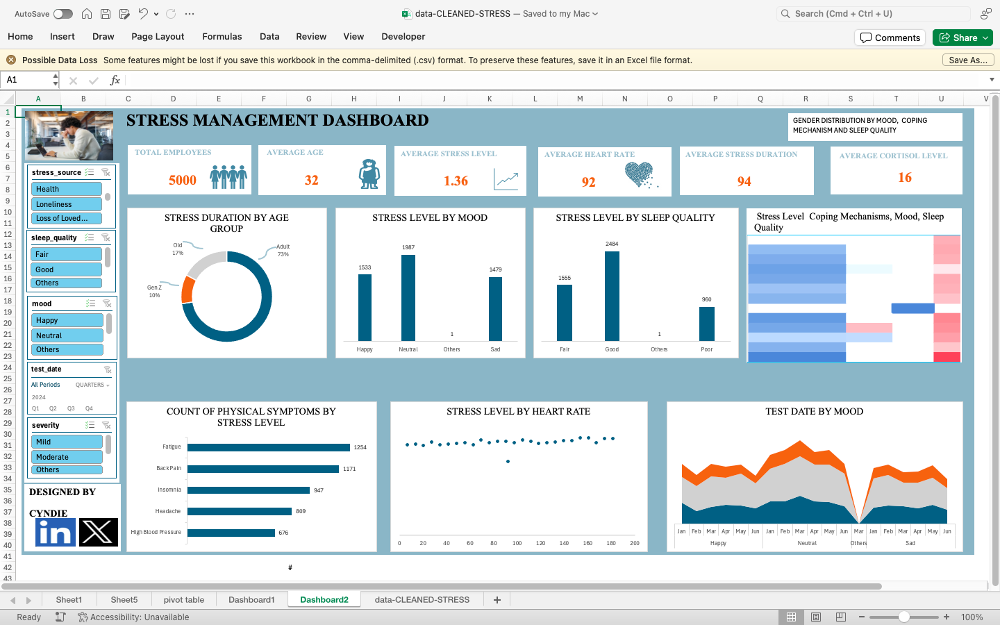 AutoSave
data-CLEANED-STRESS — Saved to my Mac
Search (Cmd + Ctrl + U)
Home Insert Draw Page Layout Formulas Data Review View Developer
Comments Share
Possible Data Loss Some features might be lost if you save this workbook in the comma-delimited (.csv) format. To preserve these features, save it in an Excel file format. Save As...
A1 fx
A B C D E F G H I J K L M N O P Q R S T U V
1
2
3
4
5
6
7
8
9
10
11
12
13
14
15
16
17
18
19
20
21
22
23
24
25
26
27
28
29
30
31
32
33
34
35
36
37
38
39
40
41
42
43
STRESS MANAGEMENT DASHBOARD
GENDER DISTRIBUTION BY MOOD, COPING
MECHANISM AND SLEEP QUALITY
TOTAL EMPLOYEES
5000
AVERAGE AGE
32
AVERAGE STRESS LEVEL
1.36
AVERAGE HEART RATE
92
AVERAGE STRESS DURATION
94
AVERAGE CORTISOL LEVEL
16
stress_source
Health
Loneliness
Loss of Loved...
sleep_quality
Fair
Good
Others
mood
Happy
Neutral
Others
test_date
All Periods QUARTERS
2024
Q1 Q2 Q3 Q4
severity
Mild
Moderate
Others
DESIGNED BY
CYNDIE
in X
STRESS DURATION BY AGE
GROUP
Old
17%
Adult
73%
Gen Z
10%
STRESS LEVEL BY MOOD
1533 1987 1 1479
Happy Neutral Others Sad
STRESS LEVEL BY SLEEP QUALITY
1555 2484 1 960
Fair Good Others Poor
Stress Level Coping Mechanisms, Mood, Sleep
Quality
COUNT OF PHYSICAL SYMPTOMS BY
STRESS LEVEL
Fatigue 1254
Back Pain 1171
Insomnia 947
Headache 809
High Blood Pressure 676
STRESS LEVEL BY HEART RATE
0 20 40 60 80 100 120 140 160 180 200
TEST DATE BY MOOD
Jan Feb Mar Apr May Jun Jan Feb Mar Apr May Jun Mar Jan Feb Mar Apr May Jun
Happy Neutral Others Sad
#
Sheet1 Sheet5 pivot table Dashboard1 Dashboard2 data-CLEANED-STRESS +
Ready Accessibility: Unavailable 100%